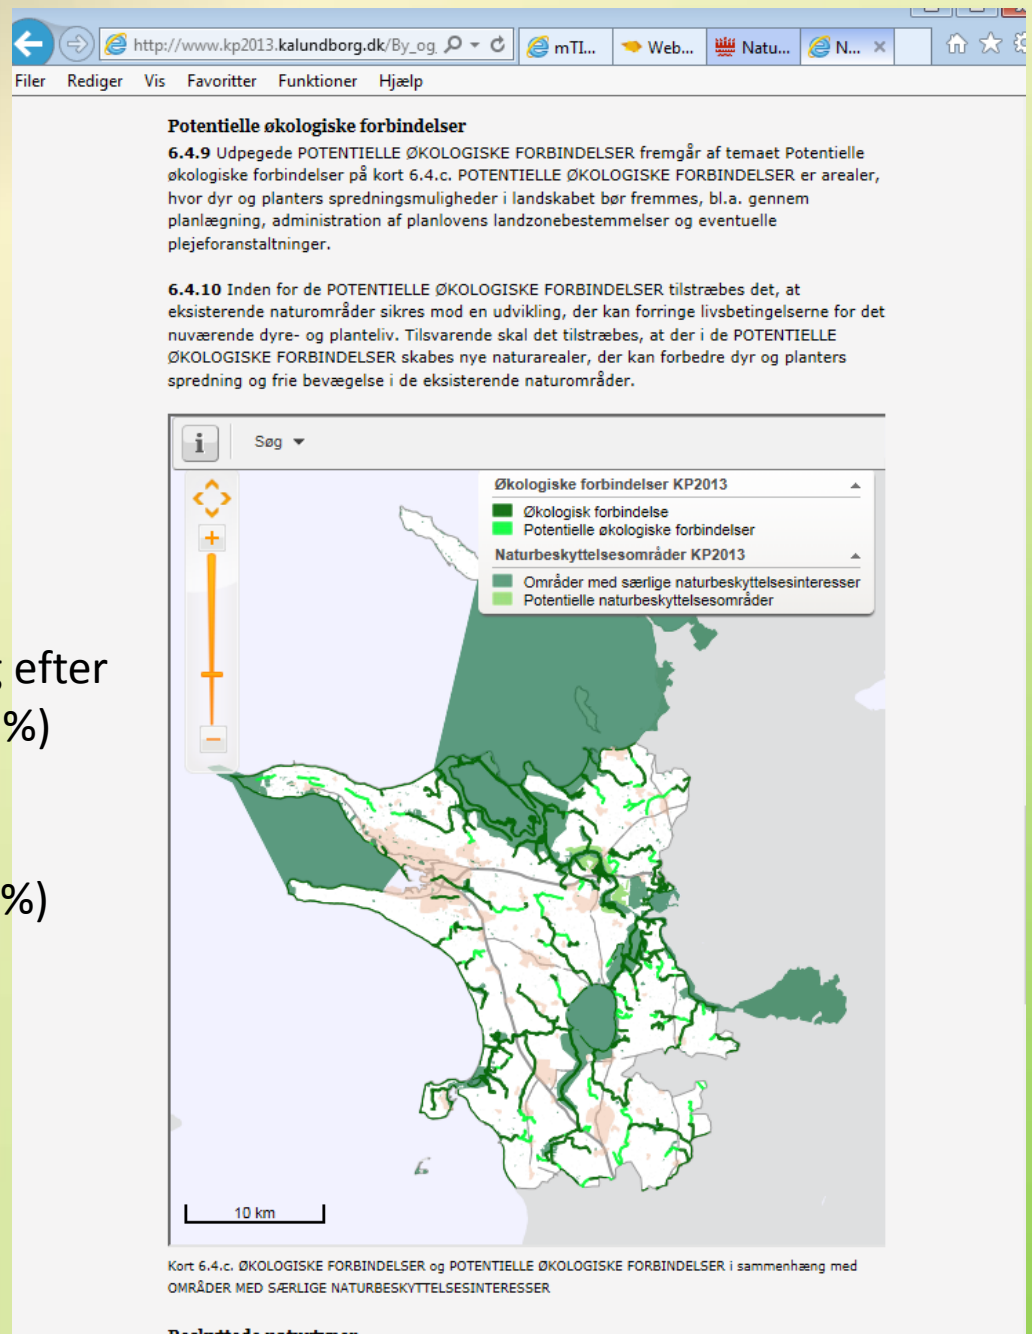 http://www.kp2013.kalundborg.dk/By_og_
mTI...
Web...
Natu...
N...
Filer Rediger Vis Favoritter Funktioner Hjælp
Potentielle økologiske forbindelser
6.4.9 Udpegede POTENTIELLE ØKOLOGISKE FORBINDELSER fremgår af temaet Potentielle
økologiske forbindelser på kort 6.4.c. POTENTIELLE ØKOLOGISKE FORBINDELSER er arealer,
hvor dyr og planters spredningsmuligheder i landskabet bør fremmes, bl.a. gennem
planlægning, administration af planlovens landzonebestemmelser og eventuelle
plejeforanstaltninger.
6.4.10 Inden for de POTENTIELLE ØKOLOGISKE FORBINDELSER tilstræbes det, at
eksisterende naturområder sikres mod en udvikling, der kan forringe livsbetingelserne for det
nuværende dyre- og planteliv. Tilsvarende skal det tilstræbes, at der i de POTENTIELLE
ØKOLOGISKE FORBINDELSER skabes nye naturarealer, der kan forbedre dyr og planters
spredning og frie bevægelse i de eksisterende naturområder.
i Søg
Økologiske forbindelser KP2013
Økologisk forbindelse
Potentielle økologiske forbindelser
Naturbeskyttelsesområder KP2013
Områder med særlige naturbeskyttelsesinteresser
Potentielle naturbeskyttelsesområder
efter
%)
%)
10 km
Kort 6.4.c. ØKOLOGISKE FORBINDELSER og POTENTIELLE ØKOLOGISKE FORBINDELSER i sammenhæng med
OMRÅDER MED SÆRLIGE NATURBESKYTTELSESINTERESSER